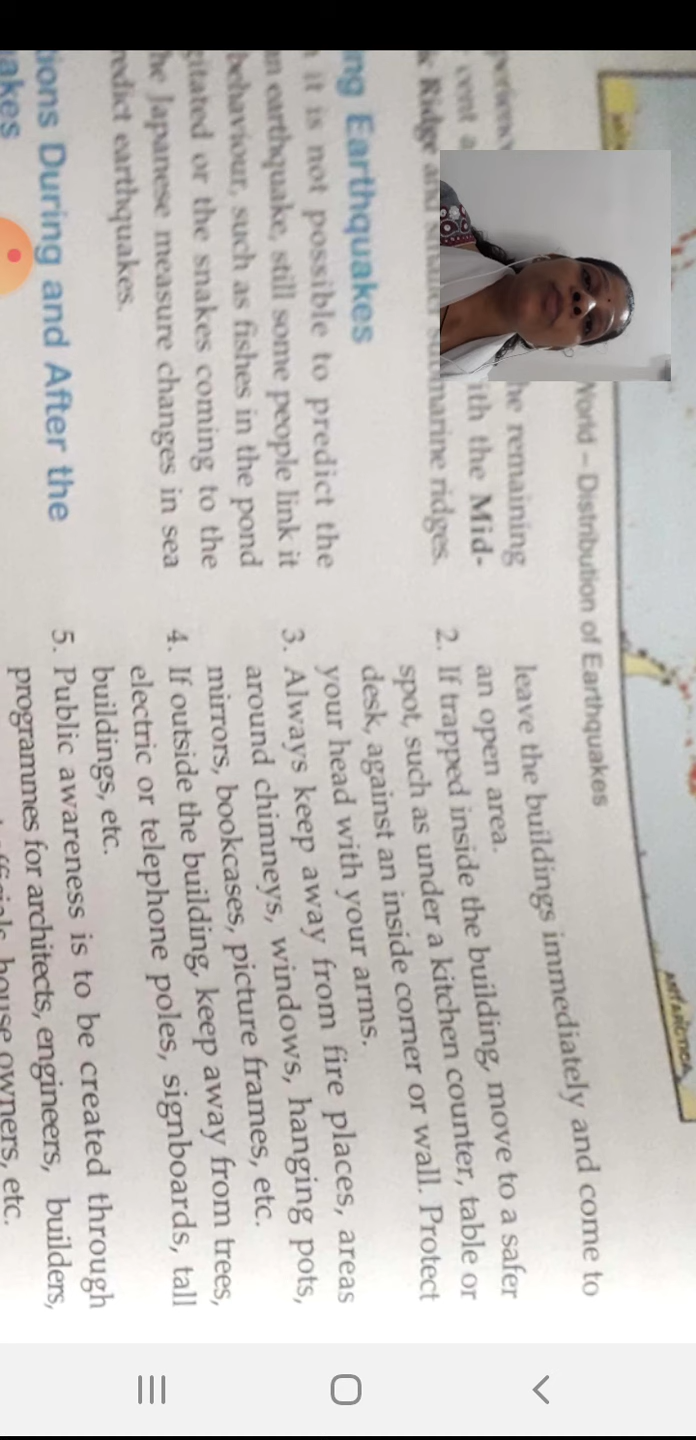 World – Distribution of Earthquakes
he remaining
ith the Mid-
Ridge and smaller submarine ridges.
ng Earthquakes
it is not possible to predict the
an earthquake, still some people link it
behaviour, such as fishes in the pond
gitated or the snakes coming to the
he Japanese measure changes in sea
redict earthquakes.
ions During and After the
akes
leave the buildings immediately and come to
an open area.
2. If trapped inside the building, move to a safer
spot, such as under a kitchen counter, table or
desk, against an inside corner or wall. Protect
your head with your arms.
3. Always keep away from fire places, areas
around chimneys, windows, hanging pots,
mirrors, bookcases, picture frames, etc.
4. If outside the building, keep away from trees,
electric or telephone poles, signboards, tall
buildings, etc.
5. Public awareness is to be created through
programmes for architects, engineers, builders,
house owners, etc.